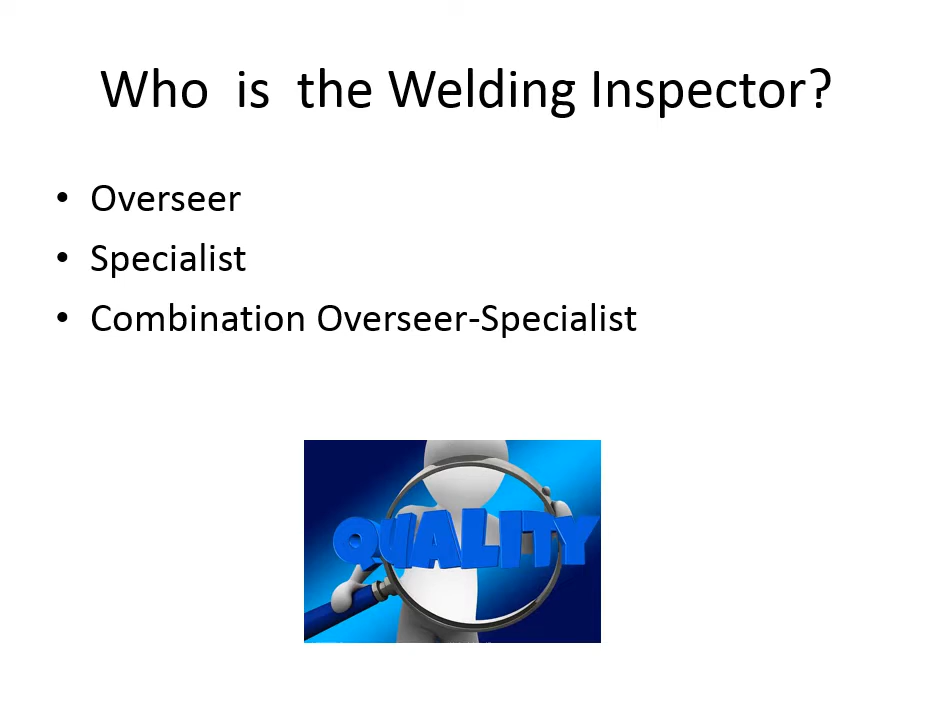 Who is the Welding Inspector?
• Overseer
• Specialist
• Combination Overseer-Specialist
QUALITY